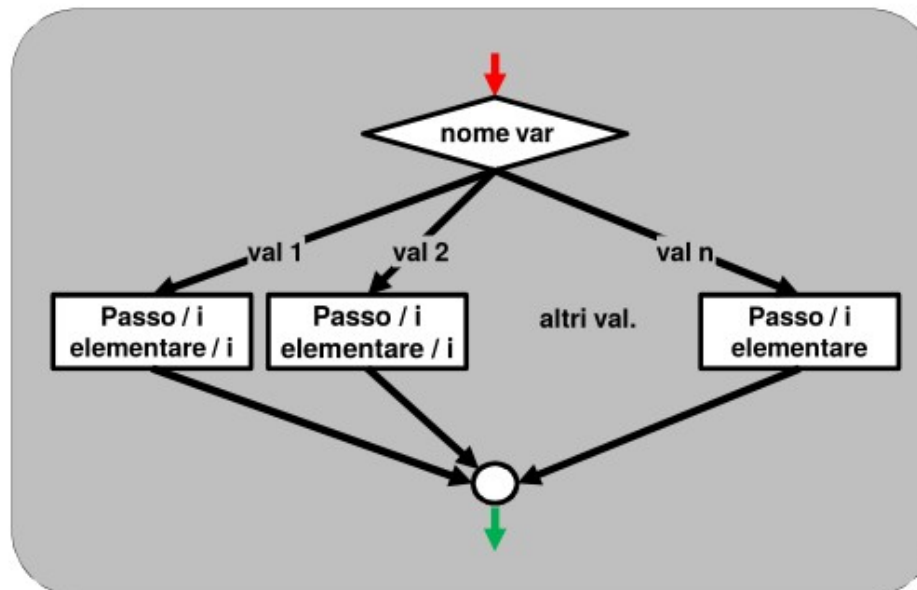 nome var
val 1
val 2
val n
Passo / i
elementare / i
Passo / i
elementare / i
altri val.
Passo / i
elementare